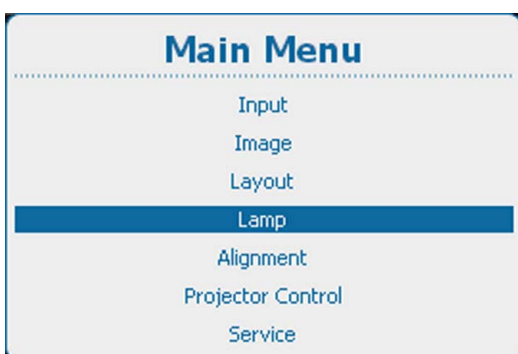 Main Menu
Input
Image
Layout
Lamp
Alignment
Projector Control
Service